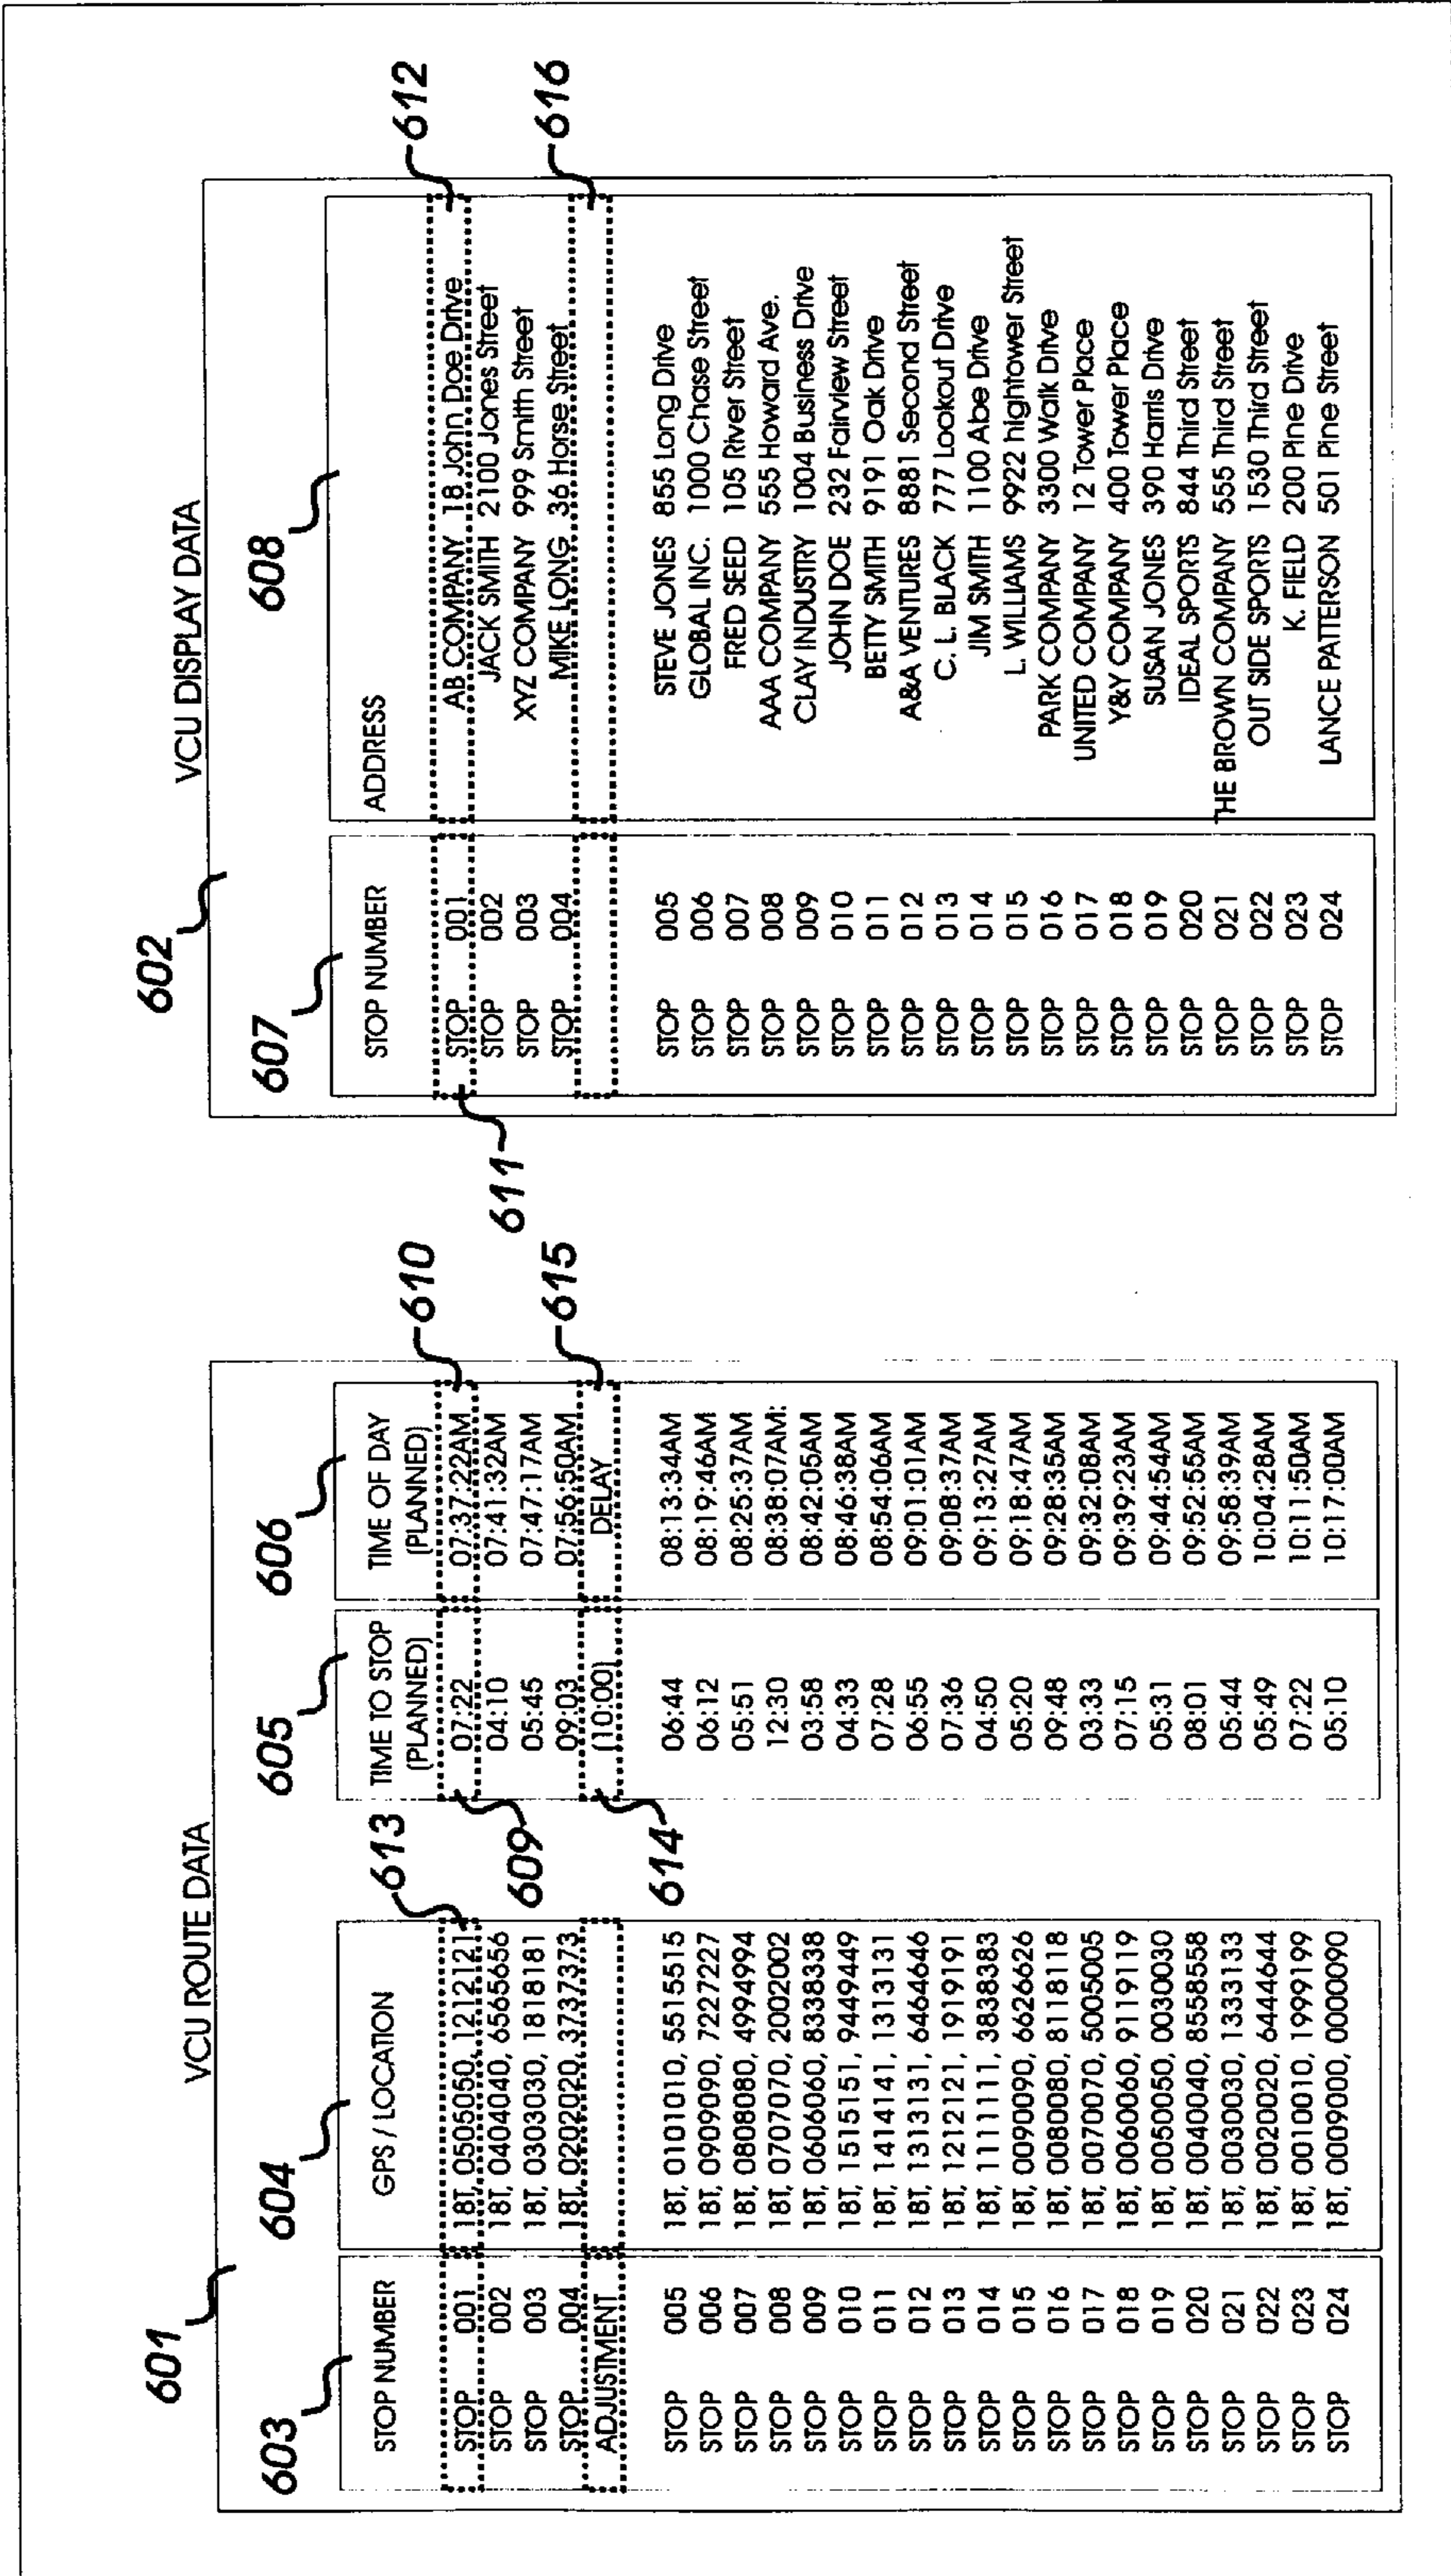 VCU ROUTE DATA
601
603
604
605
606
STOP NUMBER GPS / LOCATION TIME TO STOP (PLANNED) TIME OF DAY (PLANNED)
STOP 001 18T, 0505050, 1212121 07:22 07:37:22AM
STOP 002 18T, 0404040, 6565656 04:10 07:41:32AM
STOP 003 18T, 0303030, 1818181 05:45 07:47:17AM
STOP 004 18T, 0202020, 3737373 09:03 07:56:50AM
ADJUSTMENT (10:00) DELAY
STOP 005 18T, 0101010, 5515515 06:44 08:13:34AM
STOP 006 18T, 0909090, 7227227 06:12 08:19:46AM
STOP 007 18T, 0808080, 4994994 05:51 08:25:37AM
STOP 008 18T, 0707070, 2002002 12:30 08:38:07AM:
STOP 009 18T, 0606060, 8338338 03:58 08:42:05AM
STOP 010 18T, 1515151, 9449449 04:33 08:46:38AM
STOP 011 18T, 1414141, 1313131 07:28 08:54:06AM
STOP 012 18T, 1313131, 6464646 06:55 09:01:01AM
STOP 013 18T, 1212121, 1919191 07:36 09:08:37AM
STOP 014 18T, 1111111, 3838383 04:50 09:13:27AM
STOP 015 18T, 0090090, 6626626 05:20 09:18:47AM
STOP 016 18T, 0080080, 8118118 09:48 09:28:35AM
STOP 017 18T, 0070070, 5005005 03:33 09:32:08AM
STOP 018 18T, 0060060, 9119119 07:15 09:39:23AM
STOP 019 18T, 0050050, 0030030 05:31 09:44:54AM
STOP 020 18T, 0040040, 8558558 08:01 09:52:55AM
STOP 021 18T, 0030030, 1333133 05:44 09:58:39AM
STOP 022 18T, 0020020, 6444644 05:49 10:04:28AM
STOP 023 18T, 0010010, 1999199 07:22 10:11:50AM
STOP 024 18T, 0009000, 0000090 05:10 10:17:00AM
613
609
610
614
615
VCU DISPLAY DATA
602
607
608
STOP NUMBER ADDRESS
STOP 001 AB COMPANY 18 John Doe Drive
STOP 002 JACK SMITH 2100 Jones Street
STOP 003 XYZ COMPANY 999 Smith Street
STOP 004 MIKE LONG 36 Horse Street
STOP 005 STEVE JONES 855 Long Drive
STOP 006 GLOBAL INC. 1000 Chase Street
STOP 007 FRED SEED 105 River Street
STOP 008 AAA COMPANY 555 Howard Ave.
STOP 009 CLAY INDUSTRY 1004 Business Drive
STOP 010 JOHN DOE 232 Fairview Street
STOP 011 BETTY SMITH 9191 Oak Drive
STOP 012 A&A VENTURES 8881 Second Street
STOP 013 C. L. BLACK 777 Lookout Drive
STOP 014 JIM SMITH 1100 Abe Drive
STOP 015 L. WILLIAMS 9922 hightower Street
STOP 016 PARK COMPANY 3300 Walk Drive
STOP 017 UNITED COMPANY 12 Tower Place
STOP 018 Y&Y COMPANY 400 Tower Place
STOP 019 SUSAN JONES 390 Harris Drive
STOP 020 IDEAL SPORTS 844 Third Street
STOP 021 THE BROWN COMPANY 555 Third Street
STOP 022 OUT SIDE SPORTS 1530 Third Street
STOP 023 K. FIELD 200 Pine Drive
STOP 024 LANCE PATTERSON 501 Pine Street
611
612
616